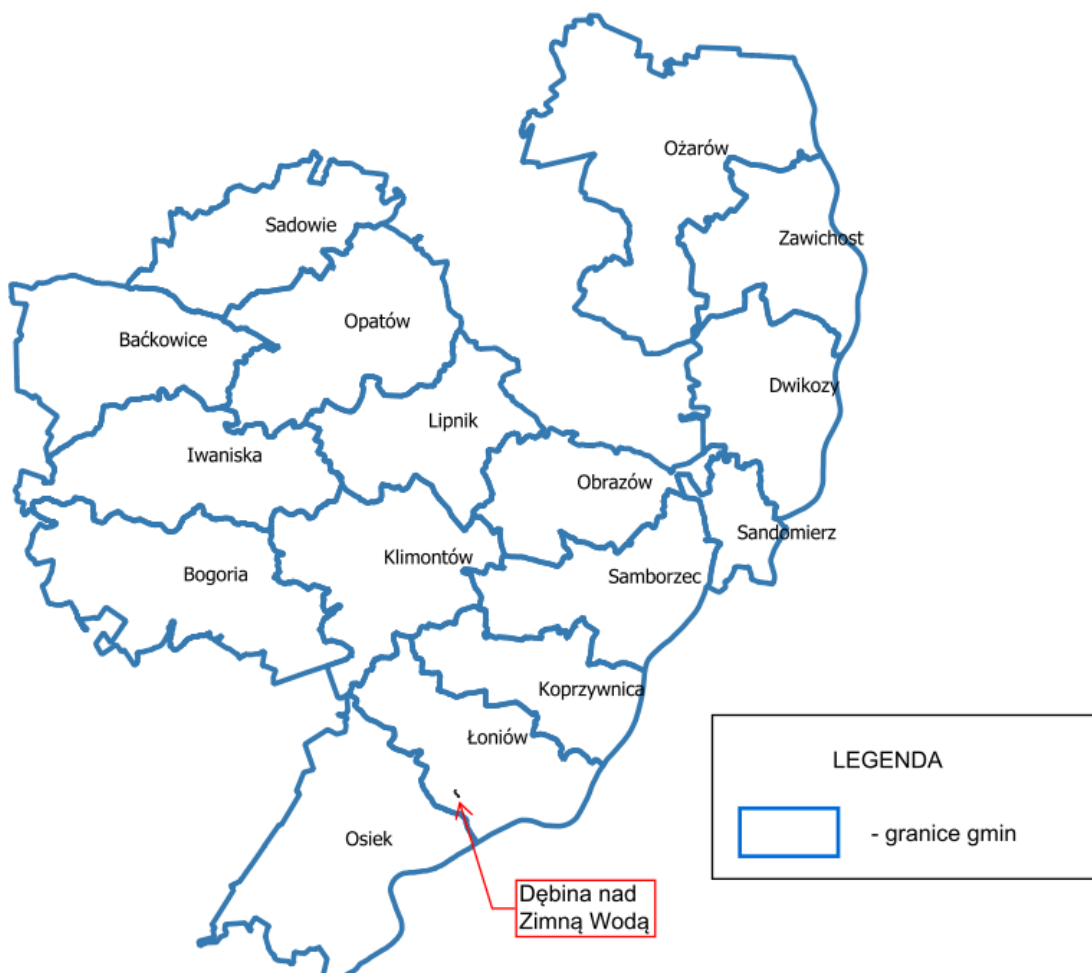 Ożarów
Sadowie
Zawichost
Opatów
Baćkowice
Dwikozy
Lipnik
Iwaniska
Obrazów
Sandomierz
Klimontów
Bogoria
Samborzec
Koprzywnica
Łoniów
LEGENDA
Osiek
- granice gmin
Dębina nad
Zimną Wodą